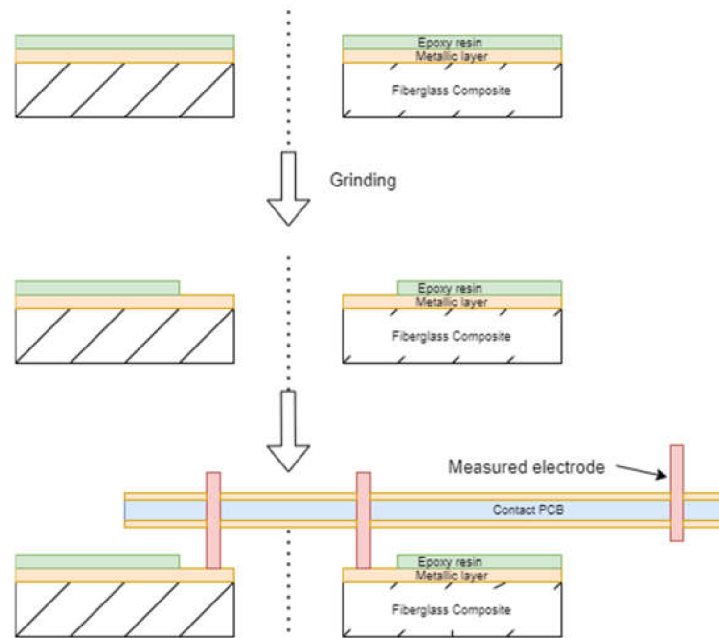 Epoxy resin
Metallic layer
Fiberglass Composite
Grinding
Epoxy resin
Metallic layer
Fiberglass Composite
Measured electrode
Contact PCB
Epoxy resin
Metallic layer
Fiberglass Composite